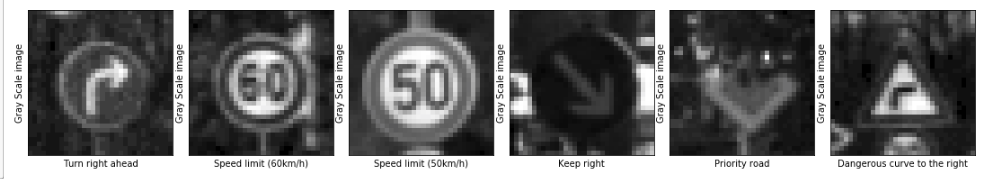 Gray Scale image
60
Turn right ahead
Gray Scale image
Speed limit (60km/h)
Gray Scale image
50
Speed limit (50km/h)
Gray Scale image
Keep right
Gray Scale image
Priority road
Gray Scale image
Dangerous curve to the right